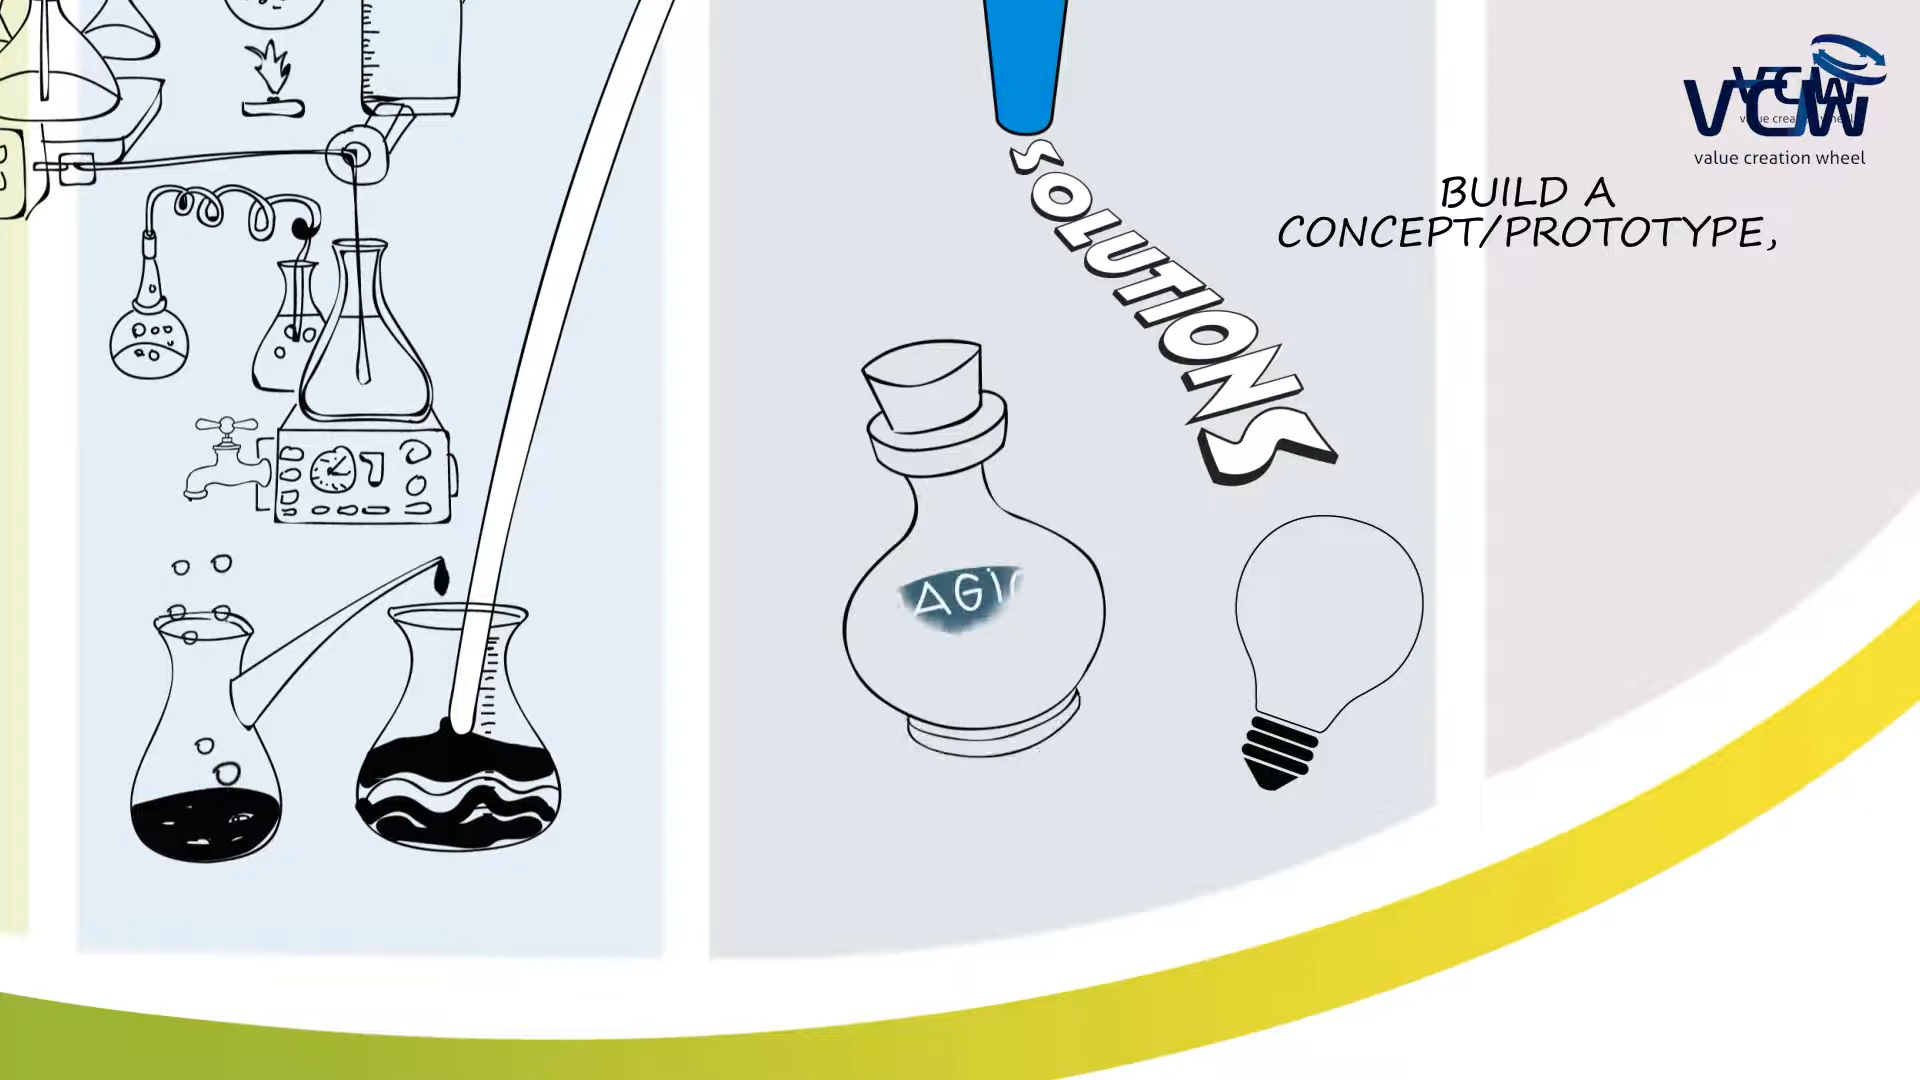 VCW
value creation wheel
BUILD A
CONCEPT/PROTOTYPE,
SOLUTIONS
AGI